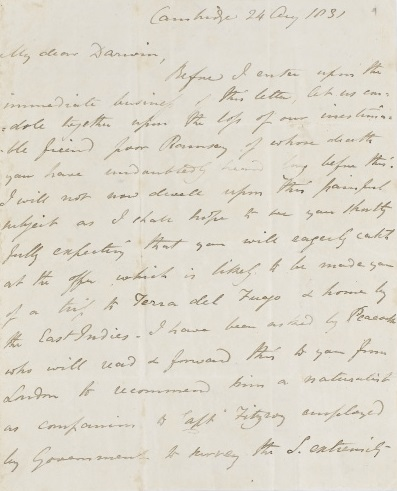 Cambridge 24 Aug 1831
My dear Darwin,
Before I enter upon the
immediate business of this letter, let us con-
-dole together upon the loss of our inestima-
-ble friend poor Ramsay of whose death
you have undoubtedly heard long before this.
I will not now dwell upon this painful
subject as I shall hope to see you shortly
fully expecting that you will eagerly catch
at the offer which is likely to be made you
of a trip to Terra del Fuego & home by
the East Indies - I have been asked by Peacock
who will read & forward this to you from
London to recommend him a naturalist
as companion to Capt Fitzroy employed
by Government to survey the S. extremity